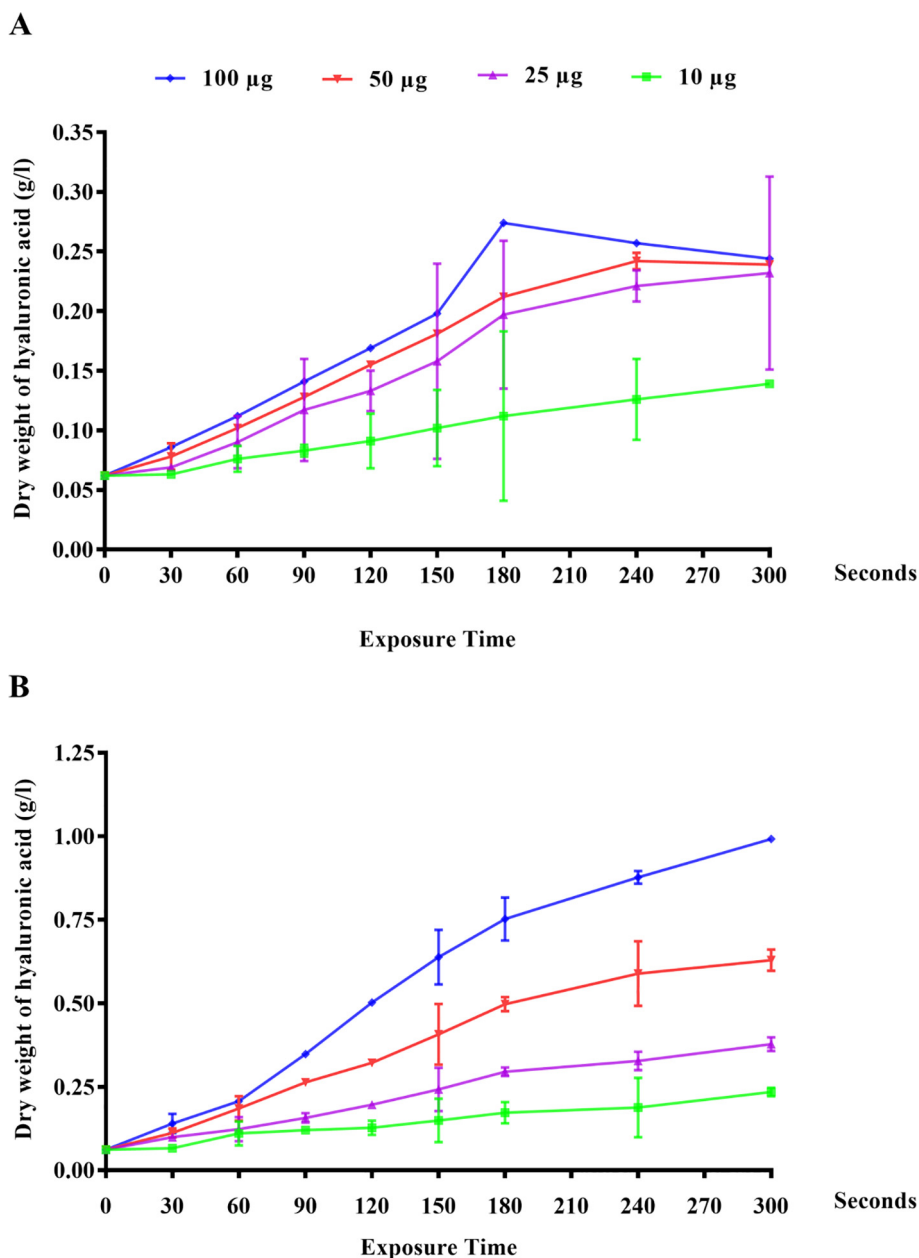 A
100 µg 50 µg 25 µg 10 µg
Dry weight of hyaluronic acid (g/l)
0.35
0.30
0.25
0.20
0.15
0.10
0.05
0.00
0 30 60 90 120 150 180 210 240 270 300 Seconds
Exposure Time
B
Dry weight of hyaluronic acid (g/l)
1.25
1.00
0.75
0.50
0.25
0.00
0 30 60 90 120 150 180 210 240 270 300 Seconds
Exposure Time